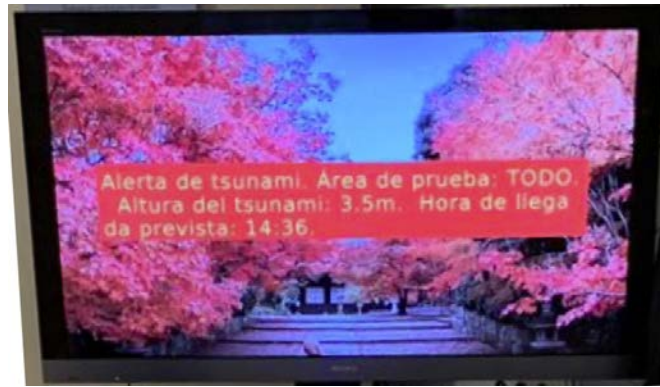 Alerta de tsunami. Área de prueba: TODO.
Altura del tsunami: 3.5m. Hora de llega
da prevista: 14:36.